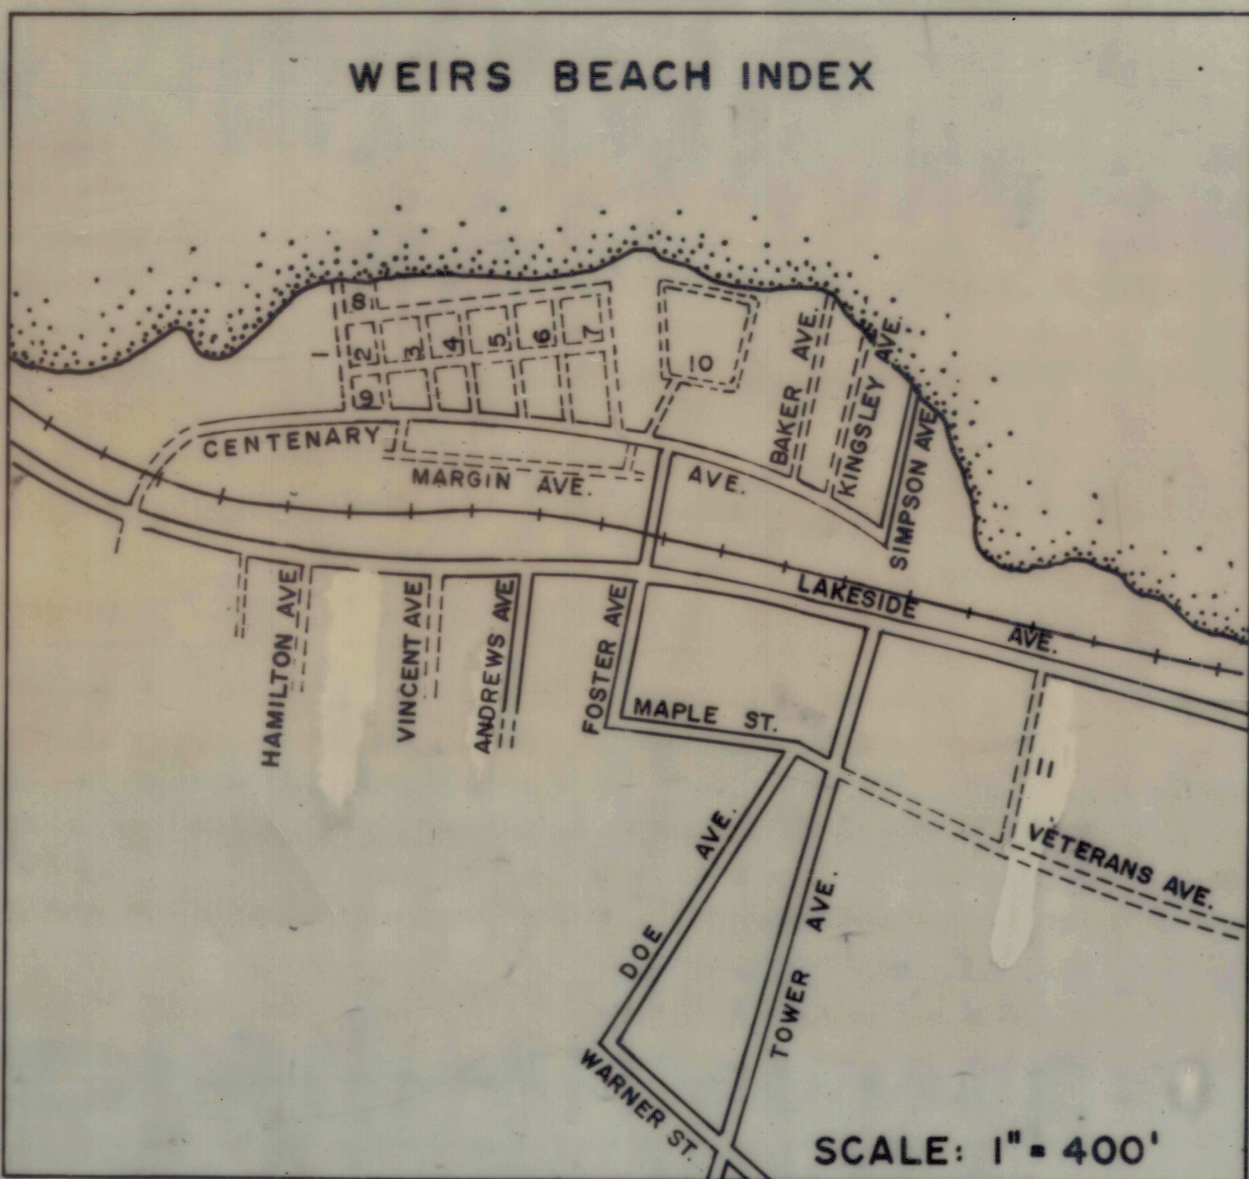 WEIRS BEACH INDEX
8
1
2
3
4
5
6
7
9
10
BAKER AVE.
KINGSLEY AVE.
SIMPSON AVE.
CENTENARY AVE.
MARGIN AVE.
LAKESIDE AVE.
HAMILTON AVE
VINCENT AVE
ANDREWS AVE
FOSTER AVE
MAPLE ST.
11
VETERANS AVE.
DOE AVE.
TOWER AVE.
WARNER ST.
SCALE: 1" = 400'